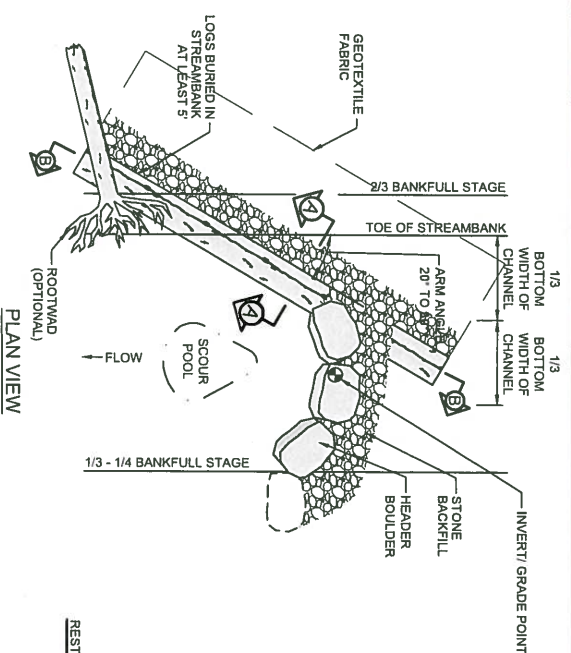 LOGS BURIED IN
STREAMBANK
AT LEAST 5'
GEOTEXTILE
FABRIC
2/3 BANKFULL STAGE
TOE OF STREAMBANK
1/3
BOTTOM
WIDTH OF
CHANNEL
1/3
BOTTOM
WIDTH OF
CHANNEL
ARM ANGLE
20° TO
A
A
B
B
ROOTWAD
(OPTIONAL)
SCOUR
POOL
FLOW
1/3 - 1/4 BANKFULL STAGE
HEADER
BOULDER
STONE
BACKFILL
INVERT/ GRADE POINT
PLAN VIEW
REST